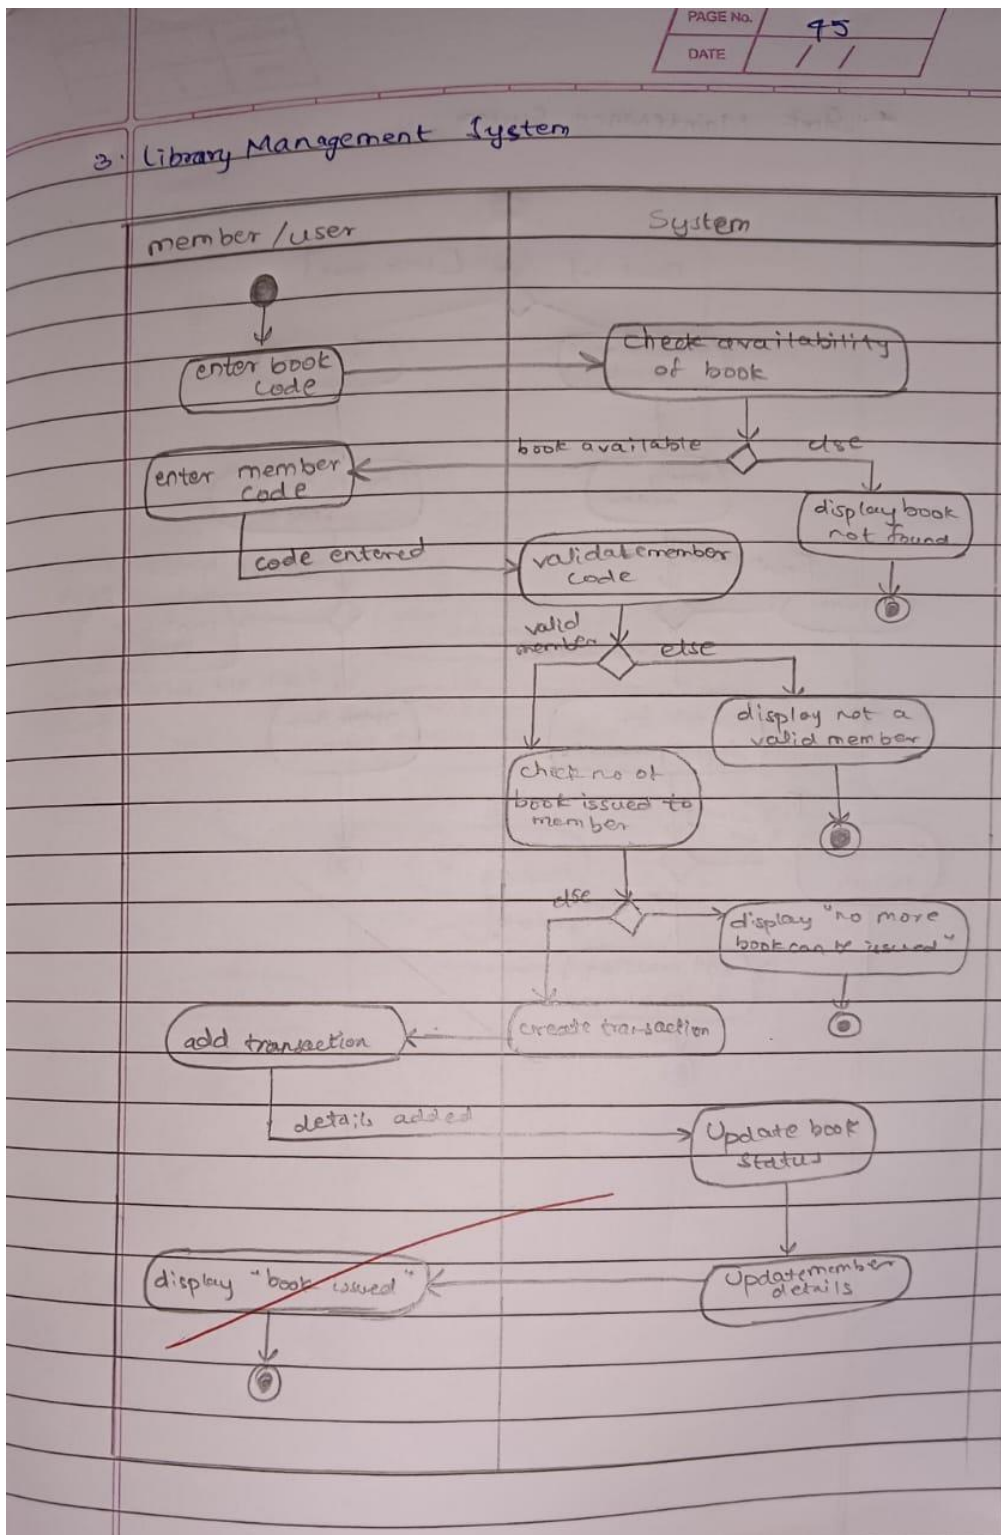 PAGE No.
45
DATE
/ /
3. Library Management System
member/user
System
enter book
code
check availability
of book
book available
else
enter member
code
display book
not found
code entered
validate member
code
valid
member
else
display not a
valid member
check no of
book issued to
member
else
display "no more
book can be issued"
create transaction
add transaction
details added
Update book
status
display "book issued"
Update member
details